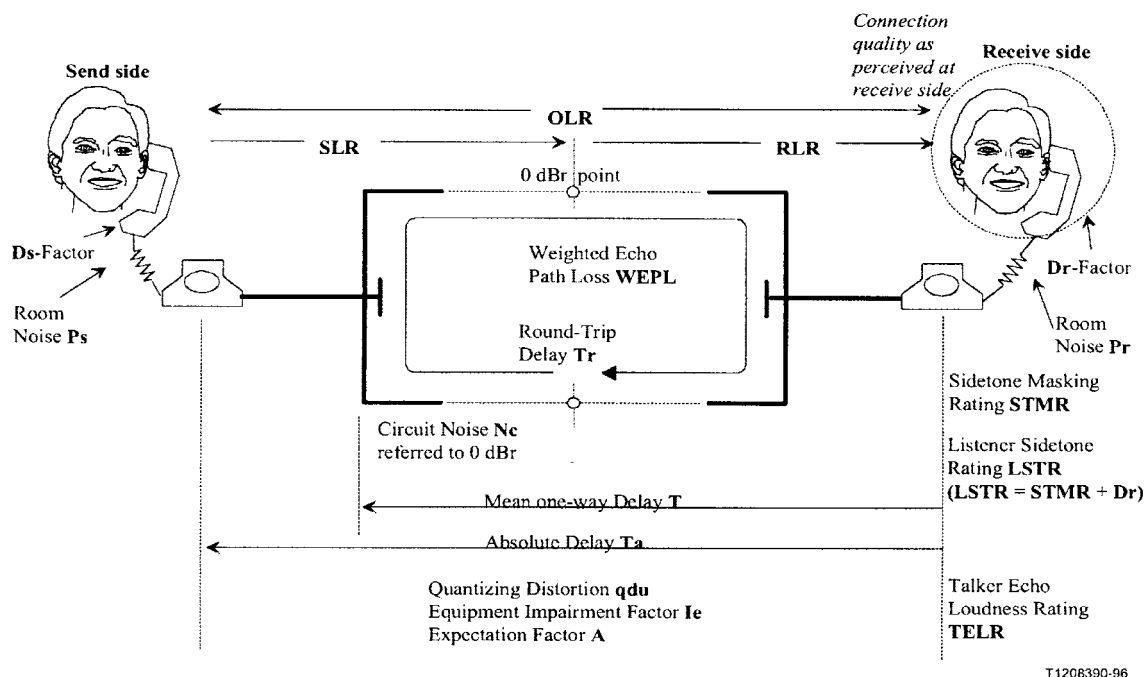 Connection
quality as
perceived at
receive side
Send side
Receive side
OLR
SLR
RLR
0 dBr point
Weighted Echo
Path Loss WEPL
Ds-Factor
Dr-Factor
Room
Noise Ps
Round-Trip
Delay Tr
Room
Noise Pr
Sidetone Masking
Rating STMR
Circuit Noise Nc
referred to 0 dBr
Listener Sidetone
Rating LSTR
(LSTR = STMR + Dr)
Mean one-way Delay T
Absolute Delay Ta
Quantizing Distortion qdu
Equipment Impairment Factor Ie
Expectation Factor A
Talker Echo
Loudness Rating
TELR
T1208390-96